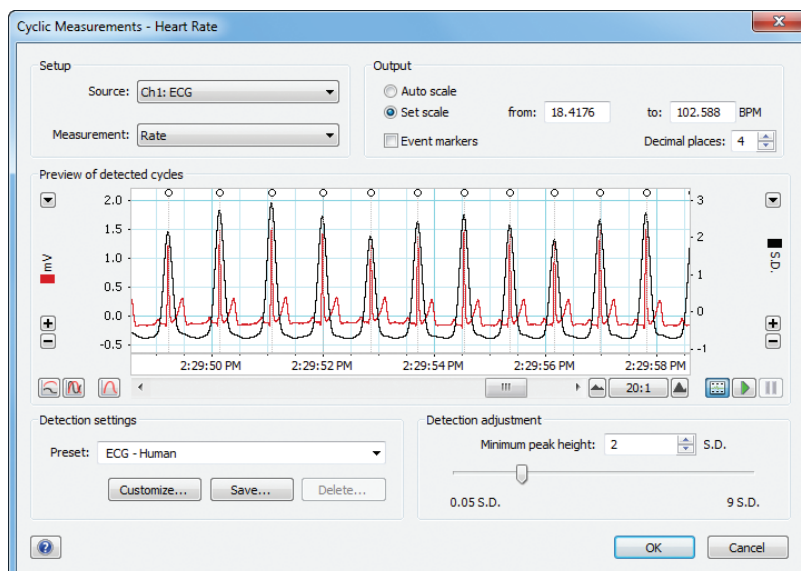 Cyclic Measurements - Heart Rate
Setup
Source: Ch1: ECG
Measurement: Rate
Output
Auto scale
Set scale from: 18.4176 to: 102.588 BPM
Event markers Decimal places: 4
Preview of detected cycles
2.0
1.5
1.0
0.5
0.0
-0.5
mV
3
2
1
0
-1
S.D.
2:29:50 PM 2:29:52 PM 2:29:54 PM 2:29:56 PM 2:29:58 PM
20:1
Detection settings
Preset: ECG - Human
Customize... Save... Delete...
Detection adjustment
Minimum peak height: 2 S.D.
0.05 S.D. 9 S.D.
OK Cancel